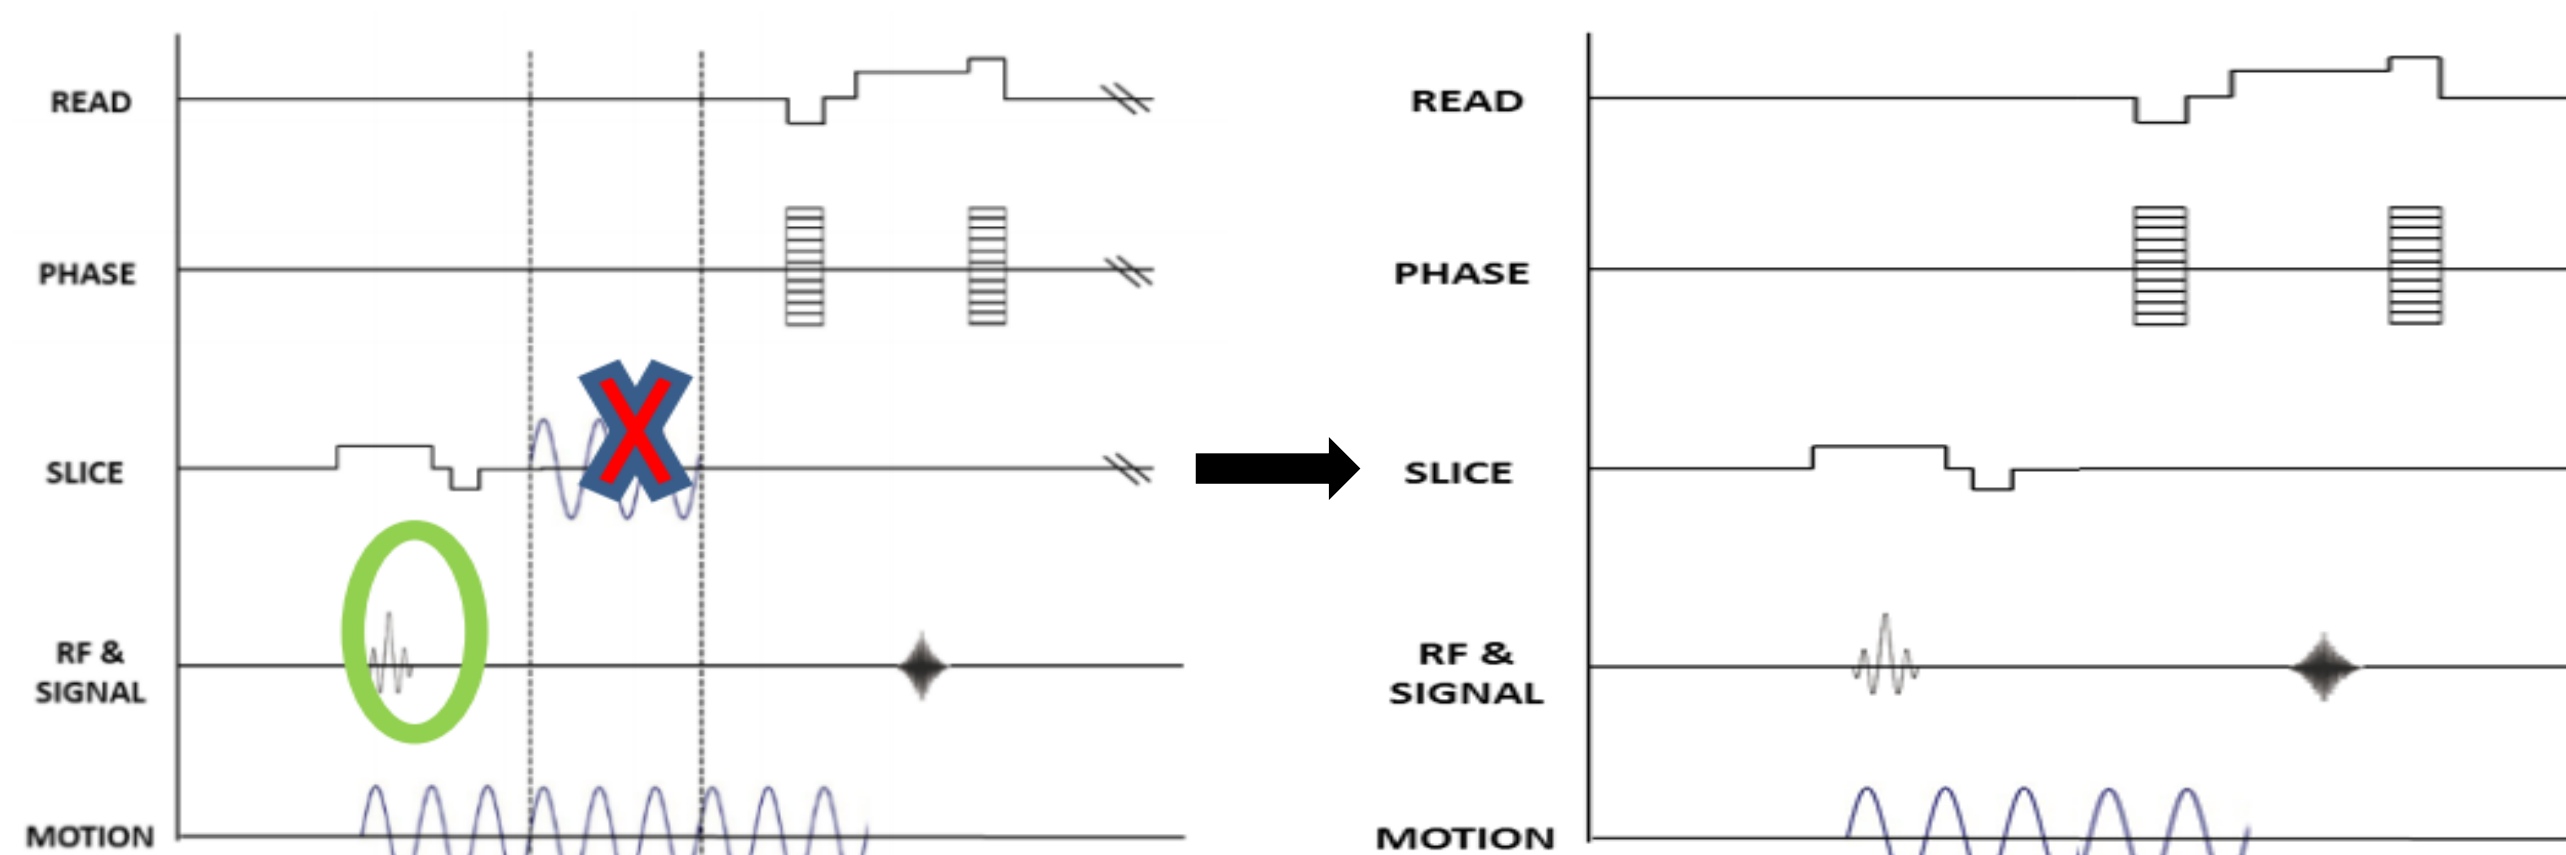 READ
PHASE
SLICE
RF &
SIGNAL
MOTION
READ
PHASE
SLICE
RF &
SIGNAL
MOTION